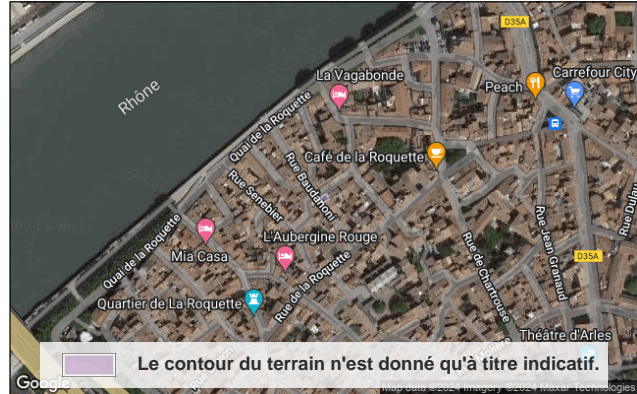 D35A
La Vagabonde
Carrefour City
Peach
Rhône
Quai de la Roquette
Café de la Roquette
Rue Baudanoni
Rue Senebier
Rue Dulau
Rue Jean Granaud
Quai de la Roquette
L'Aubergine Rouge
Mia Casa
D35A
Rue de la Roquette
Rue de Chartrouse
Quartier de La Roquette
Théâtre d'Arles
Le contour du terrain n'est donné qu'à titre indicatif.
Google
Map data ©2024 Imagery ©2024 Maxar Technologies